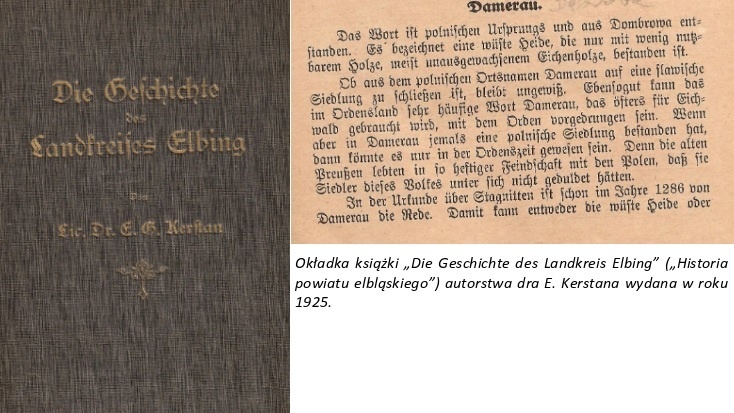 Die Geschichte
des
Landkreises Elbing
Von
Lic. Dr. E. G. Kerstan
Damerau.
Das Wort ist polnischen Ursprungs und aus Dombrowa ent-
standen. Es bezeichnet eine wüste Heide, die nur mit wenig nutz-
barem Holze, meist unausgewachsenem Eichenholze, bestanden ist.
Ob aus dem polnischen Ortsnamen Damerau auf eine slawische
Siedlung zu schließen ist, bleibt ungewiß. Ebensogut kann das
im Ordensland sehr häufige Wort Damerau, das öfters für Eich-
wald gebraucht wird, mit dem Orden vorgedrungen sein. Wenn
aber in Damerau jemals eine polnische Siedlung bestanden hat,
dann könnte es nur in der Ordenszeit gewesen sein. Denn die alten
Preußen lebten in so heftiger Feindschaft mit den Polen, daß sie
Siedler dieses Volkes unter sich nicht geduldet hätten.
In der Urkunde über Stagnitten ist schon im Jahre 1286 von
Damerau die Rede. Damit kann entweder die wüste Heide oder
Okładka książki „Die Geschichte des Landkreis Elbing” („Historia
powiatu elbląskiego”) autorstwa dra E. Kerstana wydana w roku
1925.